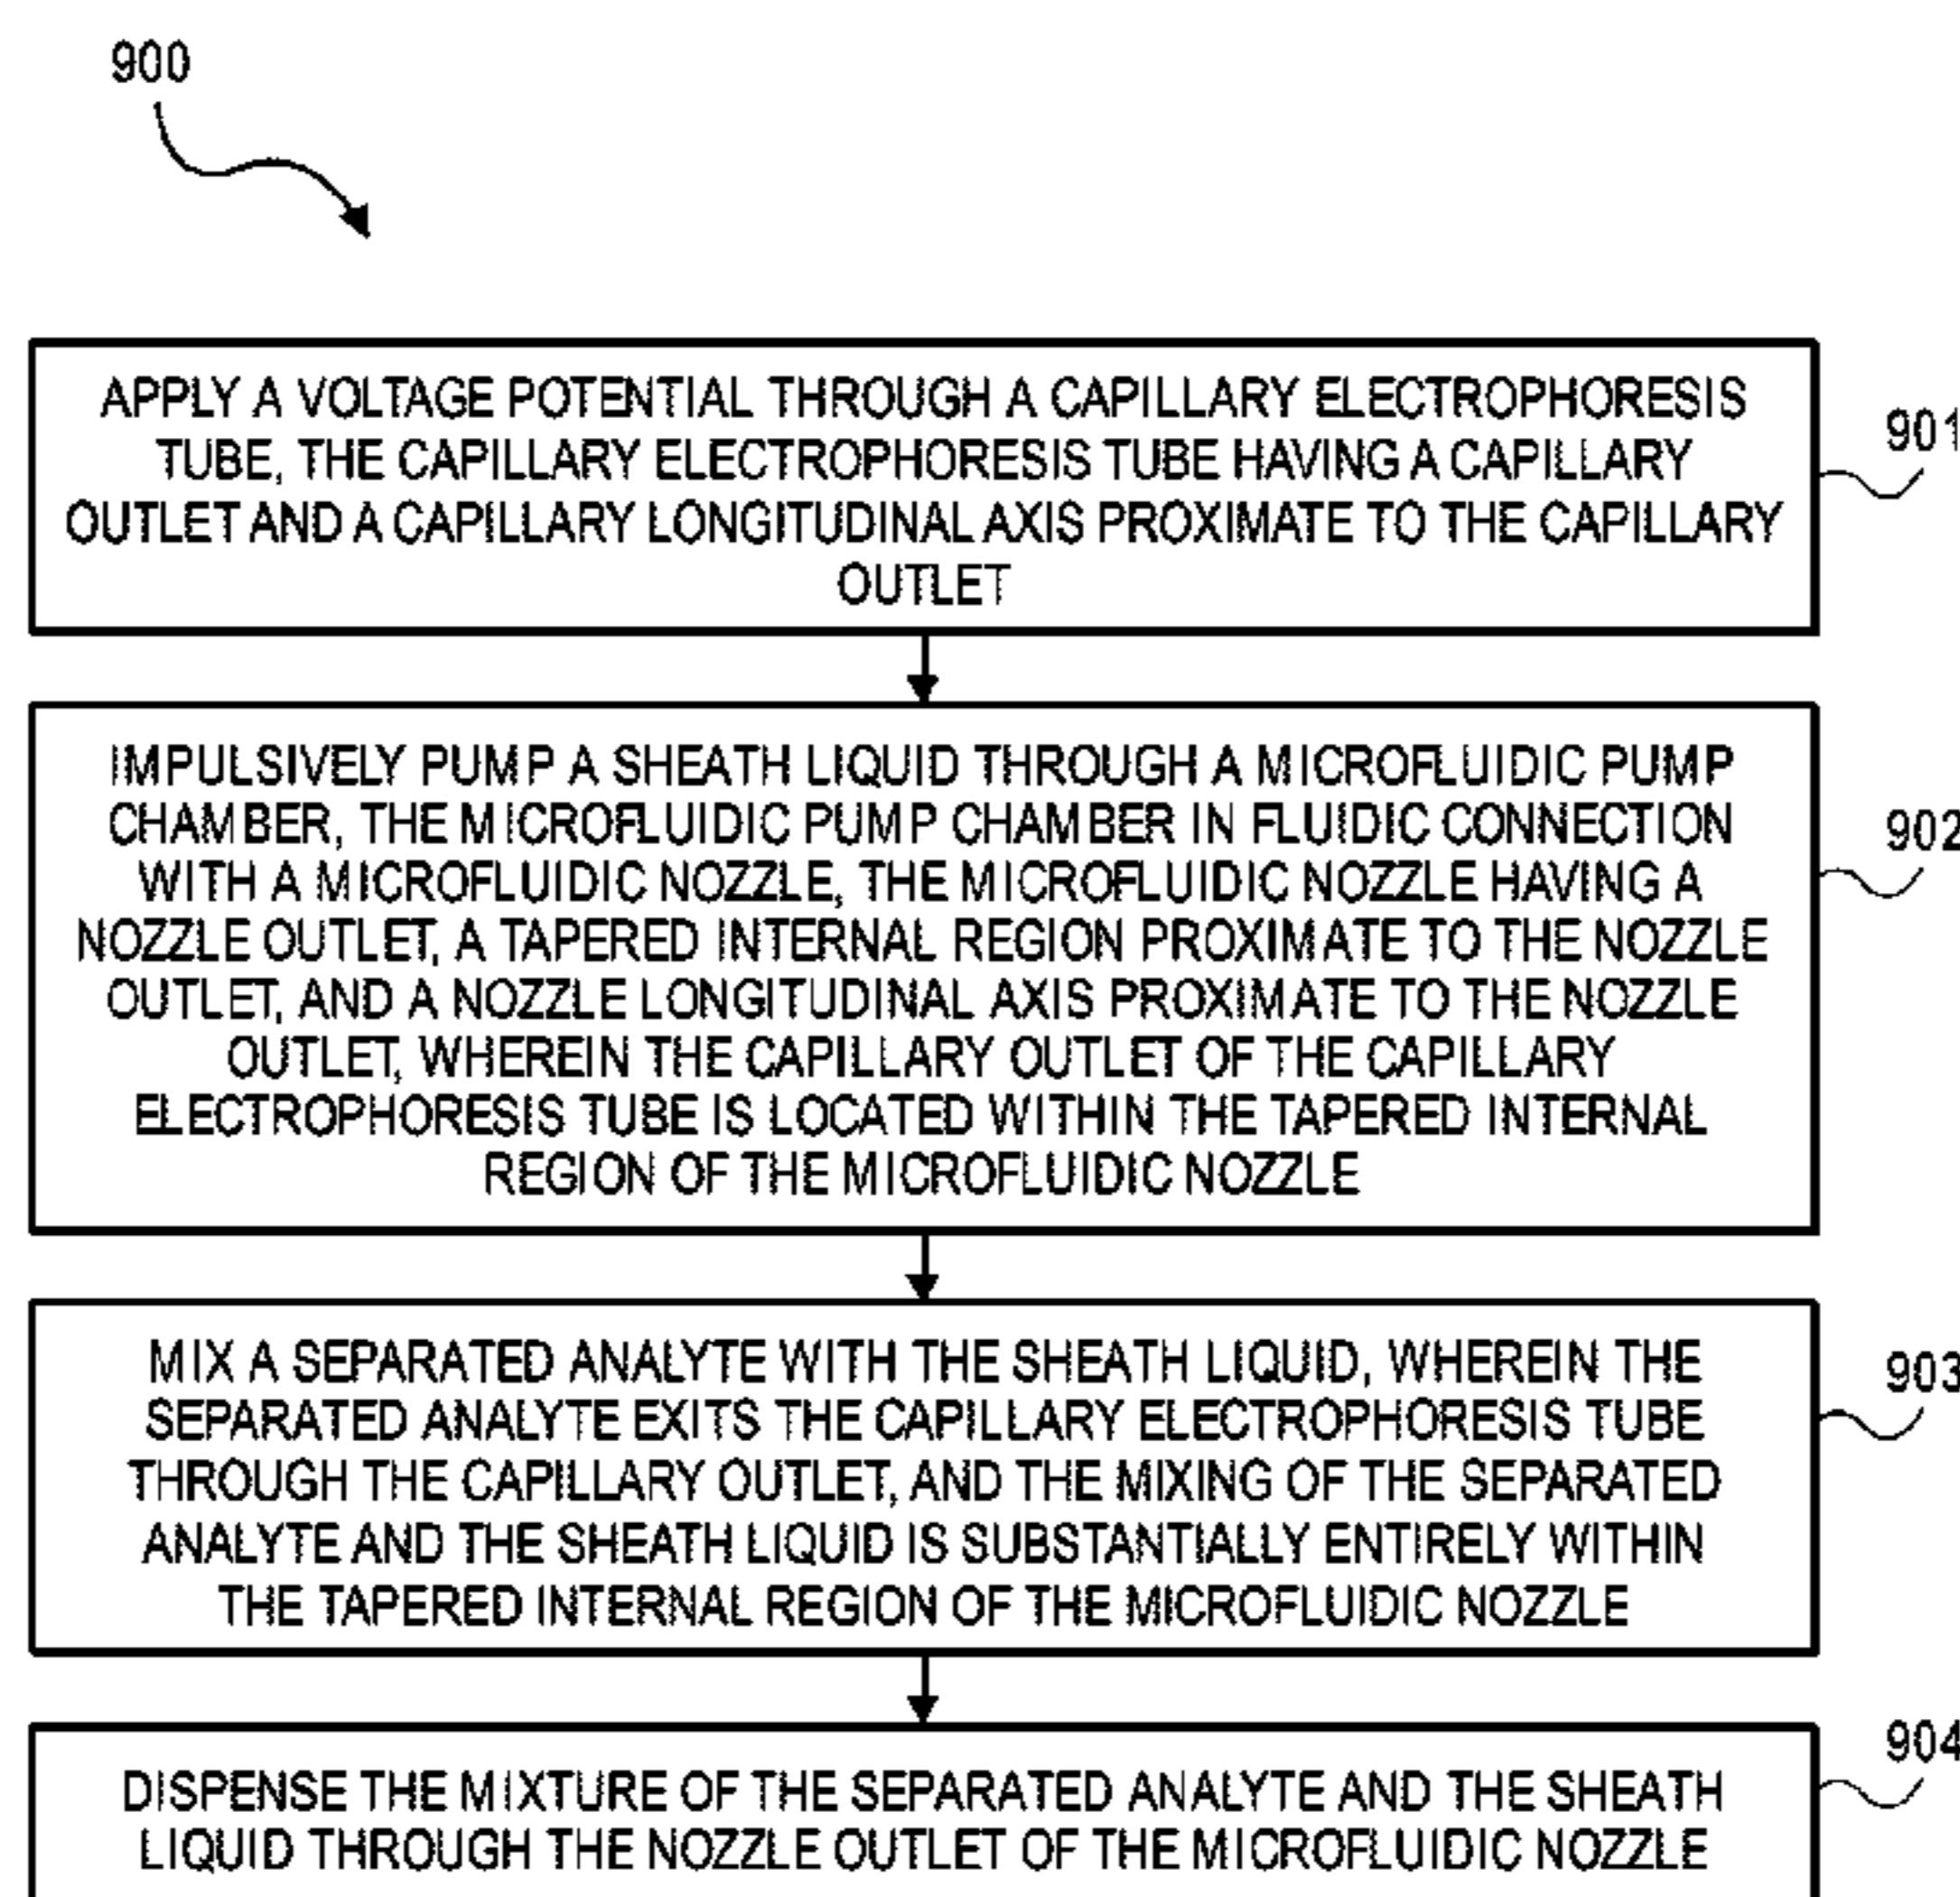 900
APPLY A VOLTAGE POTENTIAL THROUGH A CAPILLARY ELECTROPHORESIS
TUBE, THE CAPILLARY ELECTROPHORESIS TUBE HAVING A CAPILLARY
OUTLET AND A CAPILLARY LONGITUDINAL AXIS PROXIMATE TO THE CAPILLARY
OUTLET
901
IMPULSIVELY PUMP A SHEATH LIQUID THROUGH A MICROFLUIDIC PUMP
CHAMBER, THE MICROFLUIDIC PUMP CHAMBER IN FLUIDIC CONNECTION
WITH A MICROFLUIDIC NOZZLE, THE MICROFLUIDIC NOZZLE HAVING A
NOZZLE OUTLET, A TAPERED INTERNAL REGION PROXIMATE TO THE NOZZLE
OUTLET, AND A NOZZLE LONGITUDINAL AXIS PROXIMATE TO THE NOZZLE
OUTLET, WHEREIN THE CAPILLARY OUTLET OF THE CAPILLARY
ELECTROPHORESIS TUBE IS LOCATED WITHIN THE TAPERED INTERNAL
REGION OF THE MICROFLUIDIC NOZZLE
902
MIX A SEPARATED ANALYTE WITH THE SHEATH LIQUID, WHEREIN THE
SEPARATED ANALYTE EXITS THE CAPILLARY ELECTROPHORESIS TUBE
THROUGH THE CAPILLARY OUTLET, AND THE MIXING OF THE SEPARATED
ANALYTE AND THE SHEATH LIQUID IS SUBSTANTIALLY ENTIRELY WITHIN
THE TAPERED INTERNAL REGION OF THE MICROFLUIDIC NOZZLE
903
DISPENSE THE MIXTURE OF THE SEPARATED ANALYTE AND THE SHEATH
LIQUID THROUGH THE NOZZLE OUTLET OF THE MICROFLUIDIC NOZZLE
904